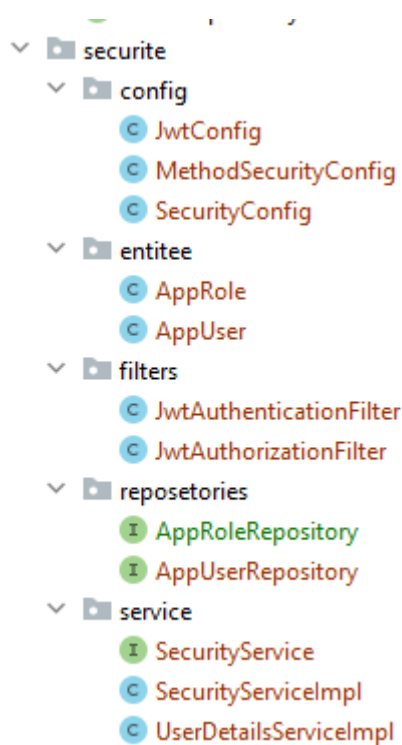 securite
config
C JwtConfig
C MethodSecurityConfig
C SecurityConfig
entitee
C AppRole
C AppUser
filters
C JwtAuthenticationFilter
C JwtAuthorizationFilter
reposetories
I AppRoleRepository
I AppUserRepository
service
I SecurityService
C SecurityServiceImpl
C UserDetailsServiceImpl